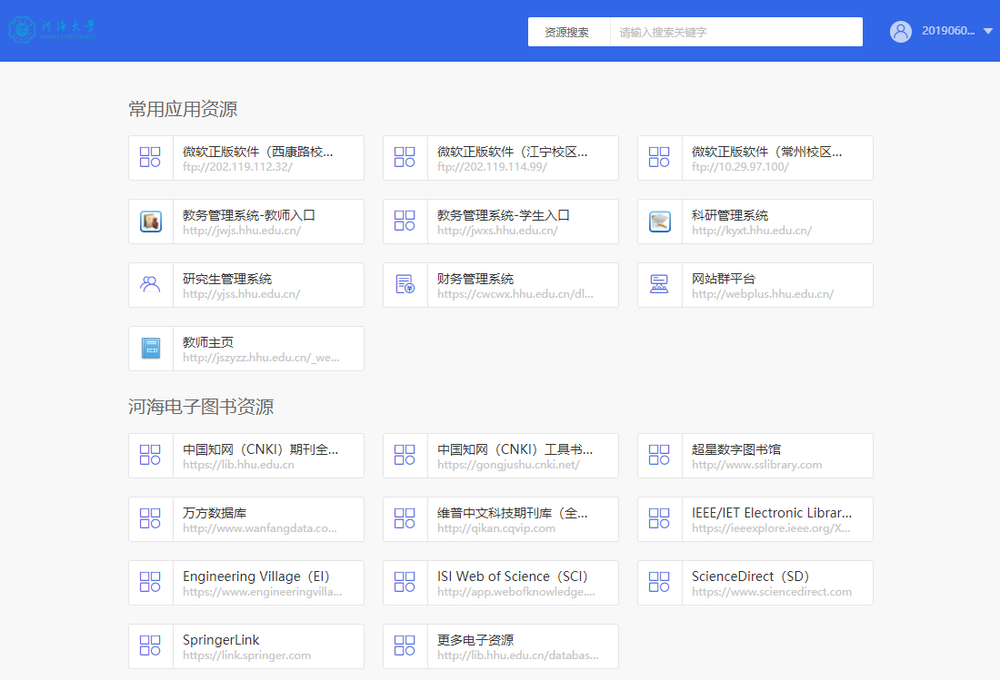 河海大学
资源搜索 请输入搜索关键字 2019060...
常用应用资源
微软正版软件（西康路校...
ftp://202.119.112.32/
微软正版软件（江宁校区...
ftp://202.119.114.99/
微软正版软件（常州校区...
ftp://10.29.97.100/
教务管理系统-教师入口
http://jwjs.hhu.edu.cn/
教务管理系统-学生入口
http://jwxs.hhu.edu.cn/
科研管理系统
http://kyxt.hhu.edu.cn/
研究生管理系统
http://yjss.hhu.edu.cn/
财务管理系统
https://cwcwx.hhu.edu.cn/dl...
网站群平台
http://webplus.hhu.edu.cn/
教师主页
http://jszyzz.hhu.edu.cn/_we...
河海电子图书资源
中国知网（CNKI）期刊全...
https://lib.hhu.edu.cn
中国知网（CNKI）工具书...
https://gongjushu.cnki.net/
超星数字图书馆
http://www.sslibrary.com
万方数据库
http://www.wanfangdata.co...
维普中文科技期刊库（全...
http://qikan.cqvip.com
IEEE/IET Electronic Librar...
https://ieeexplore.ieee.org/X...
Engineering Village（EI）
https://www.engineeringvilla...
ISI Web of Science（SCI）
http://app.webofknowledge....
ScienceDirect（SD）
https://www.sciencedirect.com
SpringerLink
https://link.springer.com
更多电子资源
http://lib.hhu.edu.cn/databas...